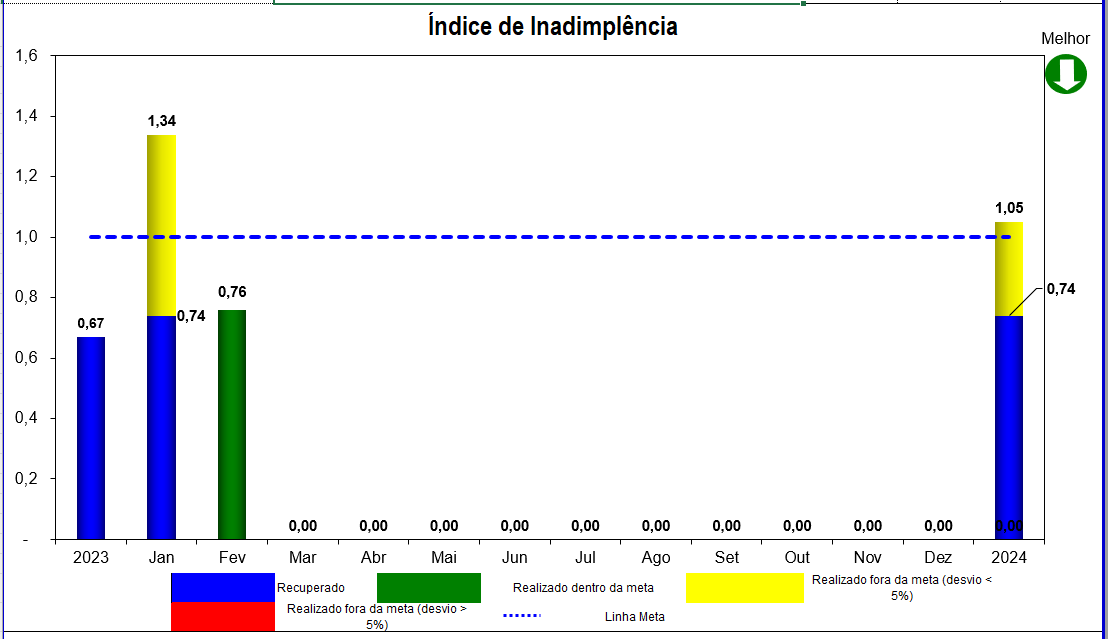 Índice de Inadimplência
Melhor
1,6
1,4
1,2
1,0
0,8
0,6
0,4
0,2
-
0,67
1,34
0,74
0,76
0,00 0,00 0,00 0,00 0,00 0,00 0,00 0,00 0,00 0,00
1,05
0,74
0,00
2023 Jan Fev Mar Abr Mai Jun Jul Ago Set Out Nov Dez 2024
Recuperado
Realizado dentro da meta
Realizado fora da meta (desvio <
5%)
Realizado fora da meta (desvio >
5%)
Linha Meta